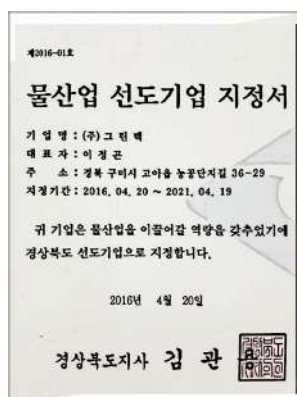 제2016-01호
물산업 선도기업 지정서
기 업 명 : (주)그린텍
대 표 자 : 이 정 곤
주 소 : 경북 구미시 고아읍 농공단지길 36-29
지정기간 : 2016. 04. 20 ~ 2021. 04. 19
귀 기업은 물산업을 이끌어갈 역량을 갖추었기에
경상북도 선도기업으로 지정합니다.
2016년 4월 20일
경상북도지사 김 관